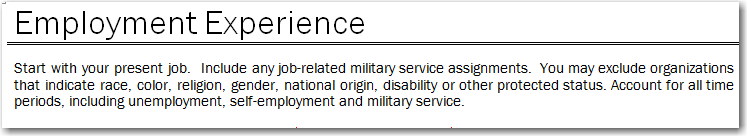 Employment Experience
Start with your present job.  Include any job-related military service assignments.  You may exclude organizations
that indicate race, color, religion, gender, national origin, disability or other protected status. Account for all time
periods, including unemployment, self-employment and military service.